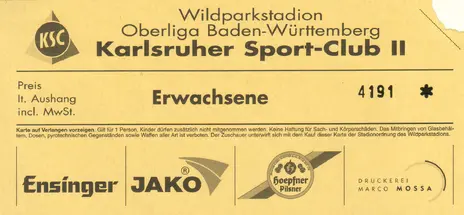 KSC
Wildparkstadion
Oberliga Baden-Württemberg
Karlsruher Sport-Club II
Preis
lt. Aushang
incl. MwSt.
Erwachsene
4191 *
Karte auf Verlangen vorzeigen. Gilt für 1 Person, Kinder dürfen zusätzlich nicht mitgenommen werden. Keine Haftung für Sach- und Körperschäden. Das Mitbringen von Glasbehäl-
tern, Dosen, pyrotechnischen Gegenständen sowie Waffen aller Art ist verboten. Der Zuschauer unterwirft sich mit dem Kauf dieser Karte der Stadionordnung des Wildparkstadions.
Ensinger
JAKO®
Hoepfner
Pilsner
DRUCKEREI
MARCO MOSSA